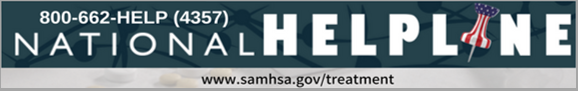 800-662-HELP (4357)
NATIONAL HELPLINE
www.samhsa.gov/treatment